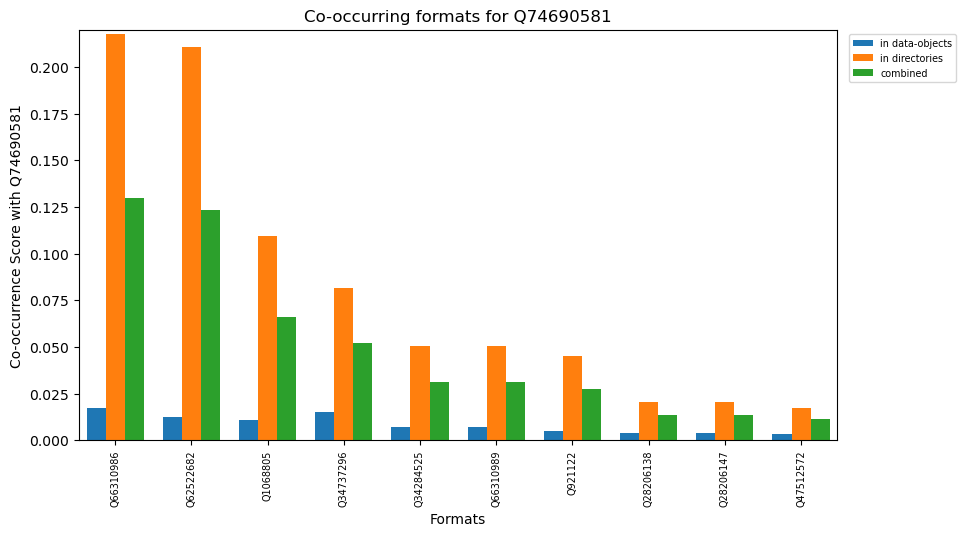 Co-occurring formats for Q74690581
in data-objects
in directories
combined
Co-occurrence Score with Q74690581
0.200
0.175
0.150
0.125
0.100
0.075
0.050
0.025
0.000
Q66310986
Q62522682
Q1068805
Q34737296
Q34284525
Q66310989
Q921122
Q28206138
Q28206147
Q47512572
Formats